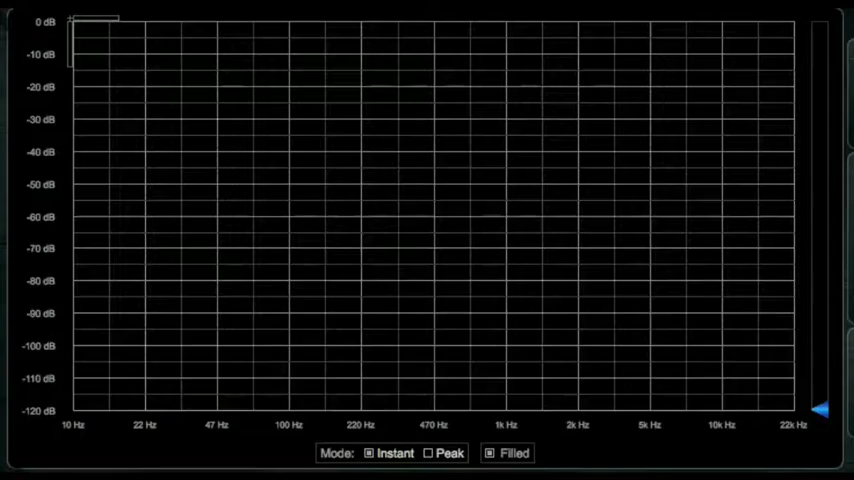 0 dB
-10 dB
-20 dB
-30 dB
-40 dB
-50 dB
-60 dB
-70 dB
-80 dB
-90 dB
-100 dB
-110 dB
-120 dB
10 Hz 22 Hz 47 Hz 100 Hz 220 Hz 470 Hz 1k Hz 2k Hz 5k Hz 10k Hz 22k Hz
Mode: Instant Peak Filled